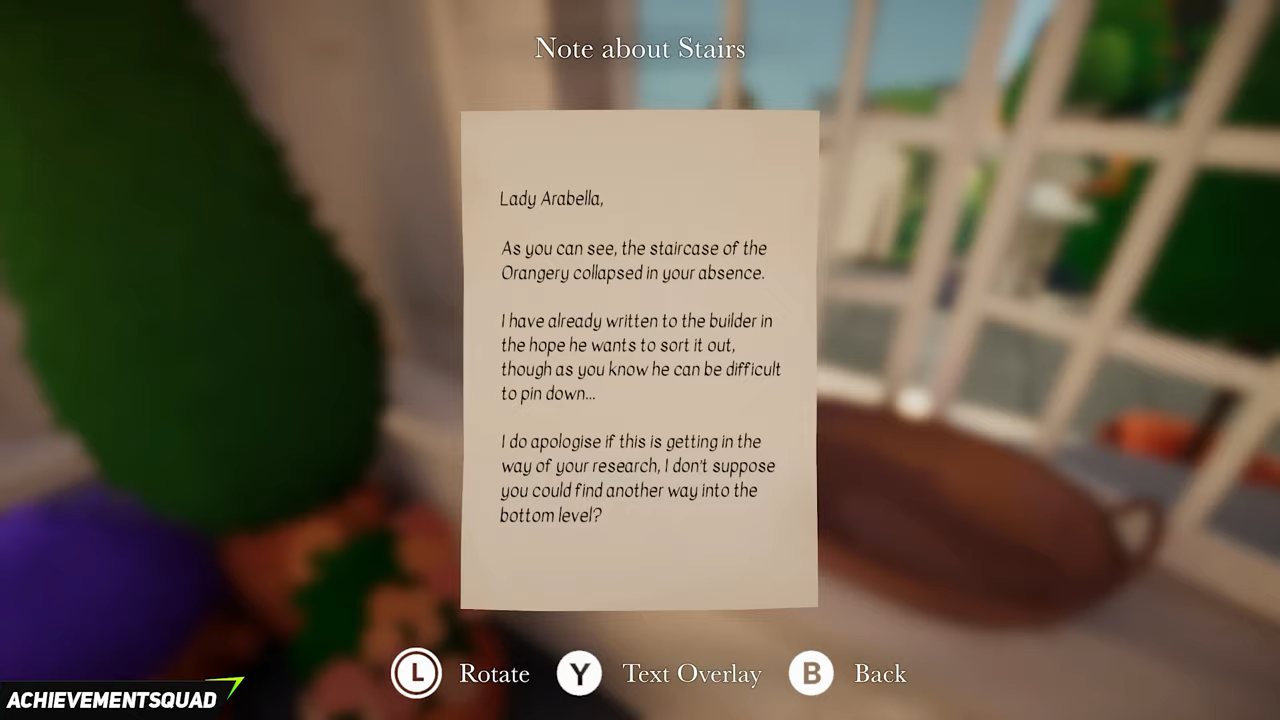 Note about Stairs
Lady Arabella,
As you can see, the staircase of the
Orangery collapsed in your absence.
I have already written to the builder in
the hope he wants to sort it out,
though as you know he can be difficult
to pin down...
I do apologise if this is getting in the
way of your research, I don't suppose
you could find another way into the
bottom level?
L Rotate Y Text Overlay B Back
ACHIEVEMENTSQUAD